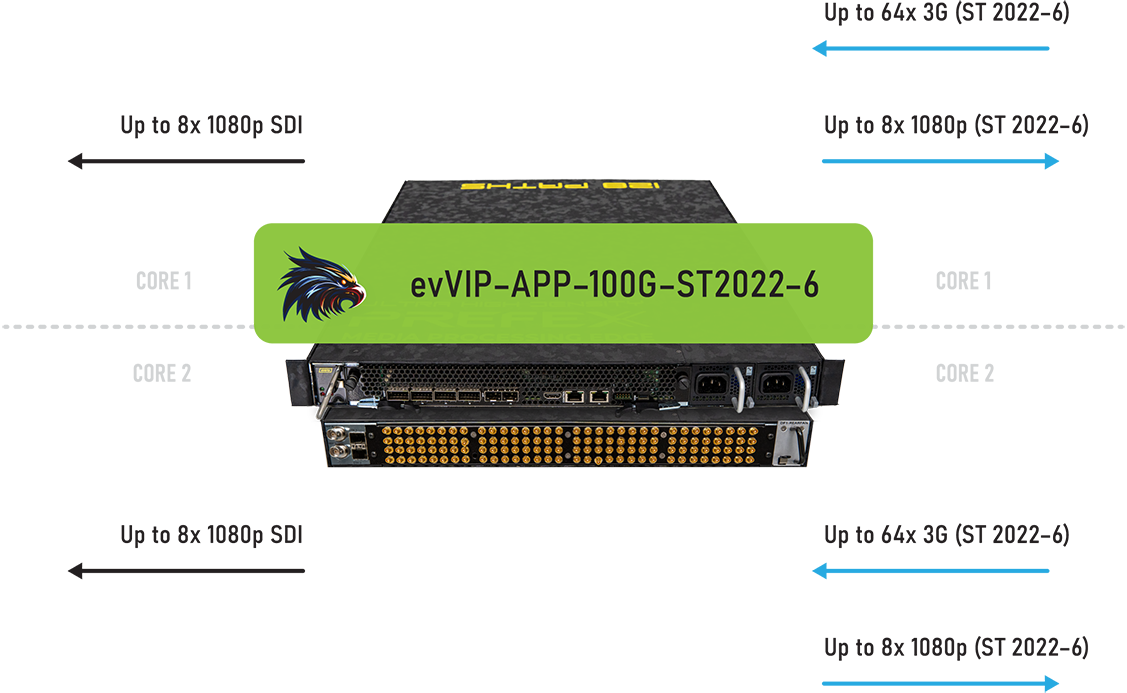 Up to 64x 3G (ST 2022-6)
Up to 8x 1080p SDI
Up to 8x 1080p (ST 2022-6)
128 PATHS
evVIP-APP-100G-ST2022-6
CORE 1
CORE 1
CORE 2
CORE 2
Up to 8x 1080p SDI
Up to 64x 3G (ST 2022-6)
Up to 8x 1080p (ST 2022-6)